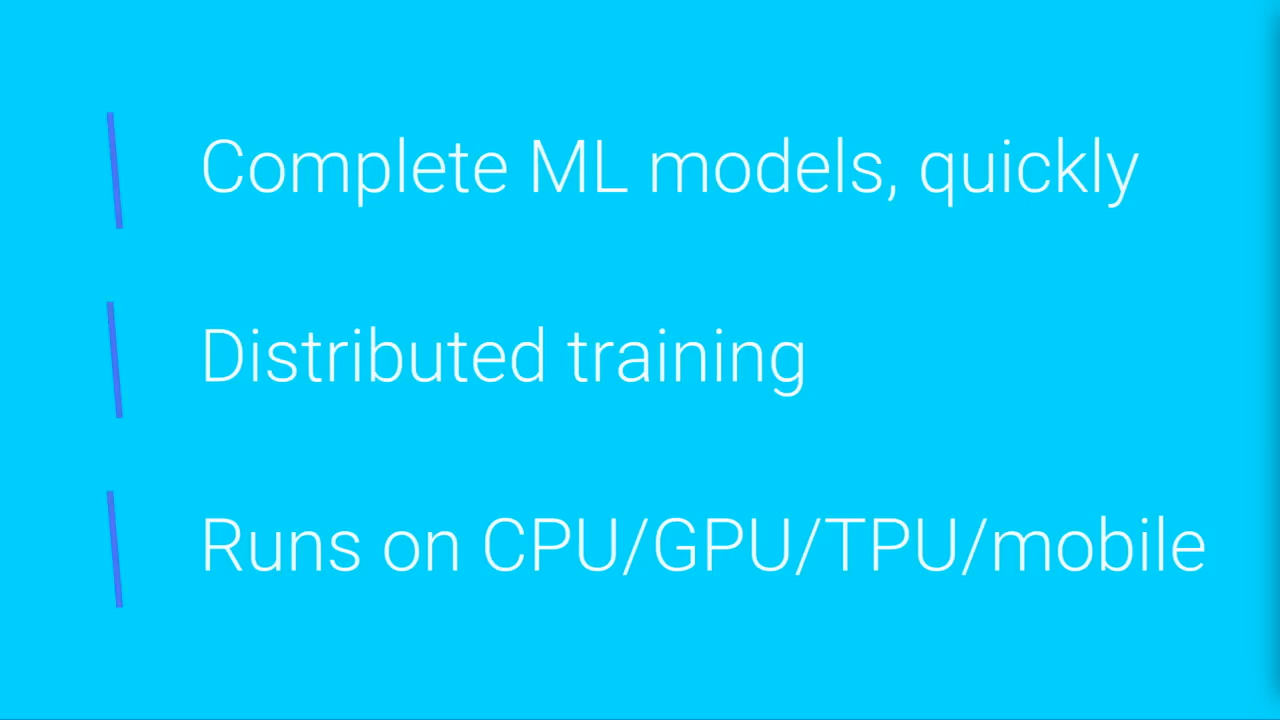 Complete ML models, quickly
Distributed training
Runs on CPU/GPU/TPU/mobile